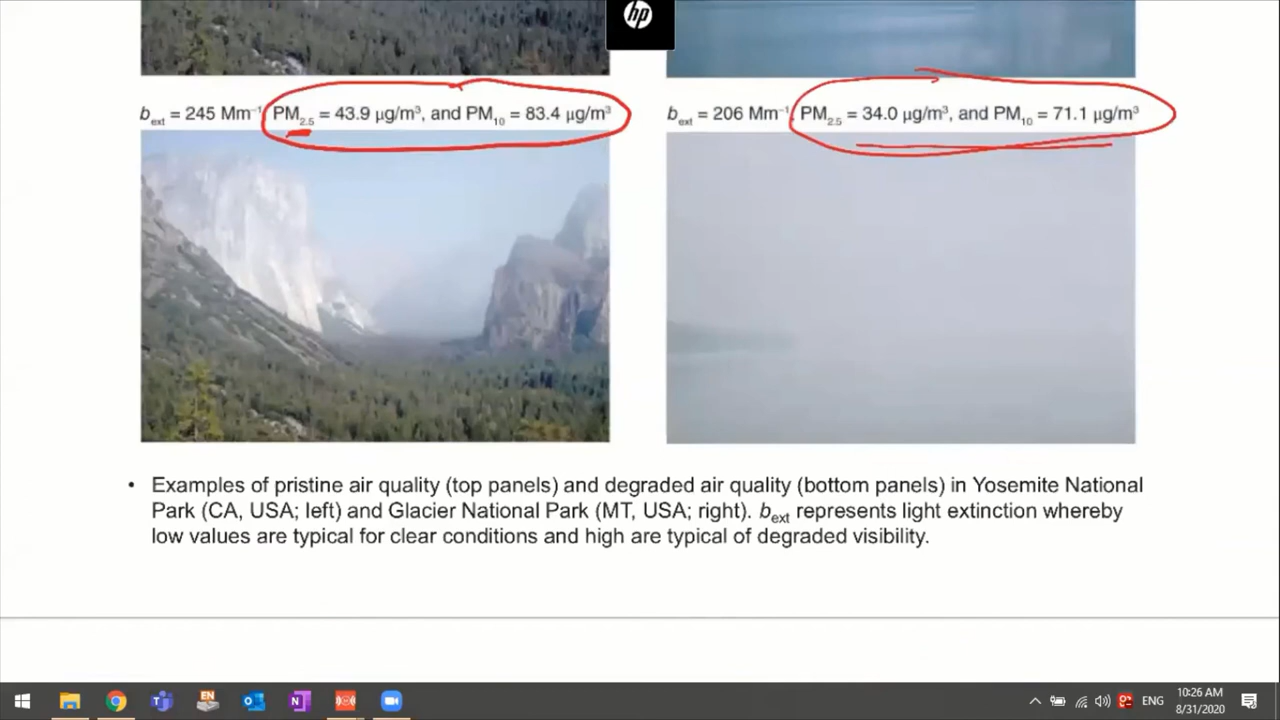 hp
b_ext = 245 Mm⁻¹ PM₂.₅ = 43.9 µg/m³, and PM₁₀ = 83.4 µg/m³
b_ext = 206 Mm⁻¹, PM₂.₅ = 34.0 µg/m³, and PM₁₀ = 71.1 µg/m³
• Examples of pristine air quality (top panels) and degraded air quality (bottom panels) in Yosemite National
Park (CA, USA; left) and Glacier National Park (MT, USA; right). b_ext represents light extinction whereby
low values are typical for clear conditions and high are typical of degraded visibility.
EN
ENG
10:26 AM
8/31/2020